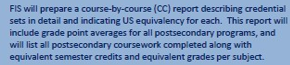 FIS will prepare a course-by-course (CC) report describing credential
sets in detail and indicating US equivalency for each.  This report will
include grade point averages for all postsecondary programs, and
will list all postsecondary coursework completed along with
equivalent semester credits and equivalent grades per subject.